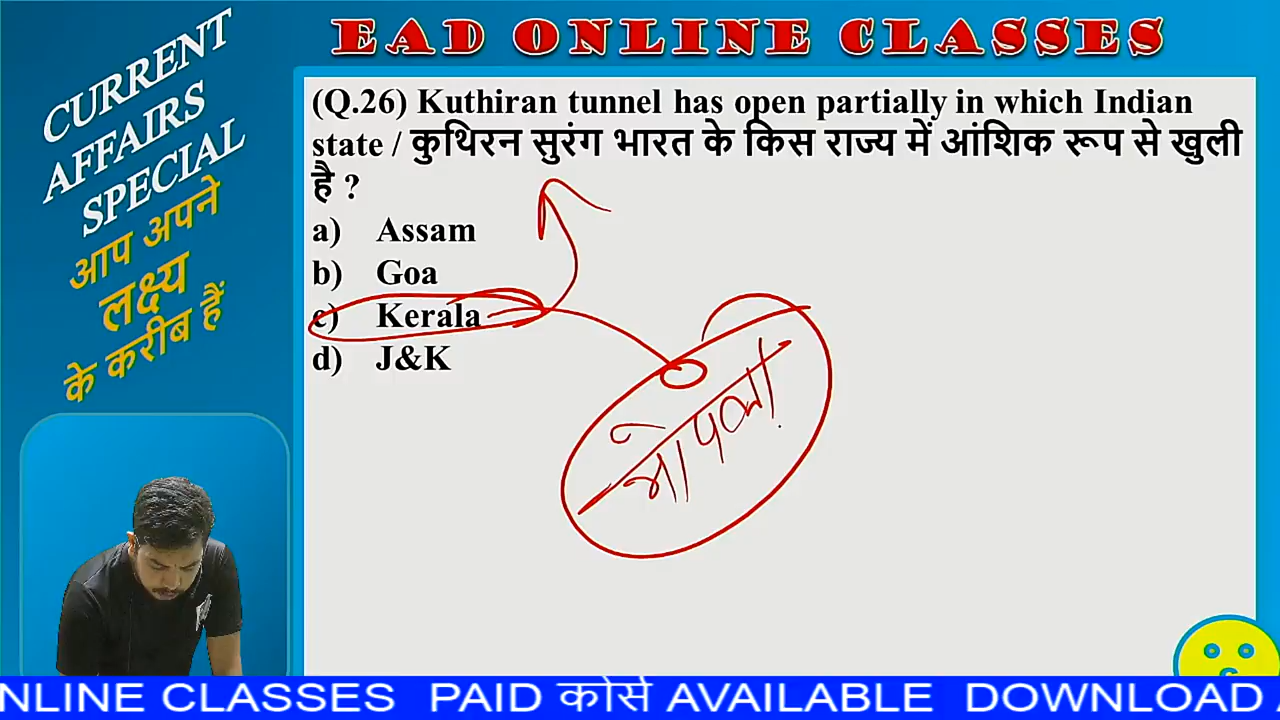 EAD ONLINE CLASSES
CURRENT
AFFAIRS
SPECIAL
आप अपने
लक्ष्य
के करीब हैं
(Q.26) Kuthiran tunnel has open partially in which Indian
state / कुथिरन सुरंग भारत के किस राज्य में आंशिक रूप से खुली
है ?
a) Assam
b) Goa
c) Kerala
d) J&K
NLINE CLASSES PAID कोर्स AVAILABLE DOWNLOAD